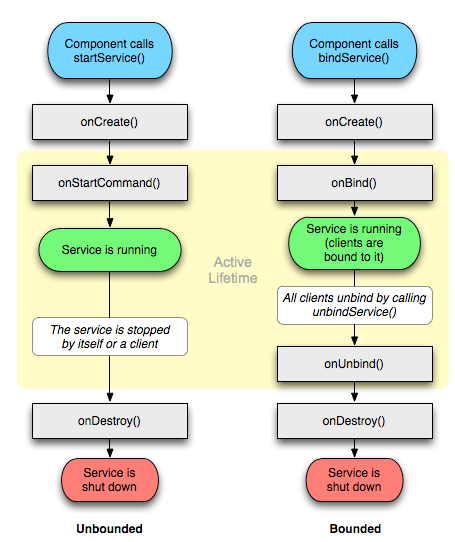 Component calls
startService()
onCreate()
onStartCommand()
Service is running
The service is stopped
by itself or a client
onDestroy()
Service is
shut down
Unbounded
Active
Lifetime
Component calls
bindService()
onCreate()
onBind()
Service is running
(clients are
bound to it)
All clients unbind by calling
unbindService()
onUnbind()
onDestroy()
Service is
shut down
Bounded